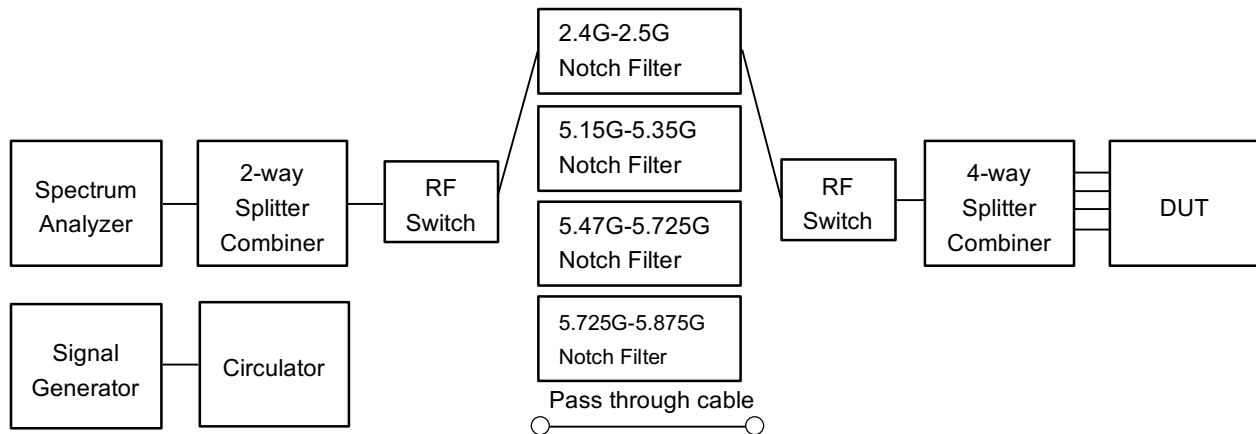 2.4G-2.5G
Notch Filter
5.15G-5.35G
Notch Filter
Spectrum
Analyzer
2-way
Splitter
Combiner
RF
Switch
RF
Switch
4-way
Splitter
Combiner
DUT
5.47G-5.725G
Notch Filter
5.725G-5.875G
Notch Filter
Signal
Generator
Circulator
Pass through cable